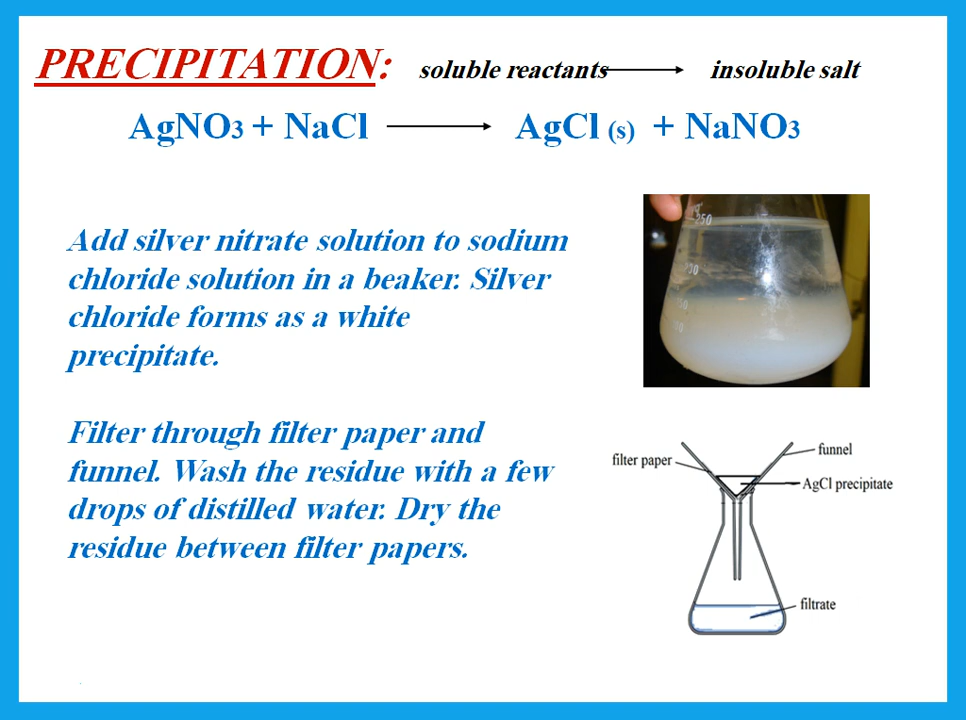 PRECIPITATION: soluble reactants insoluble salt
AgNO3 + NaCl AgCl (s) + NaNO3
Add silver nitrate solution to sodium
chloride solution in a beaker. Silver
chloride forms as a white
precipitate.
250
Filter through filter paper and
funnel. Wash the residue with a few
drops of distilled water. Dry the
residue between filter papers.
filter paper
funnel
AgCl precipitate
filtrate